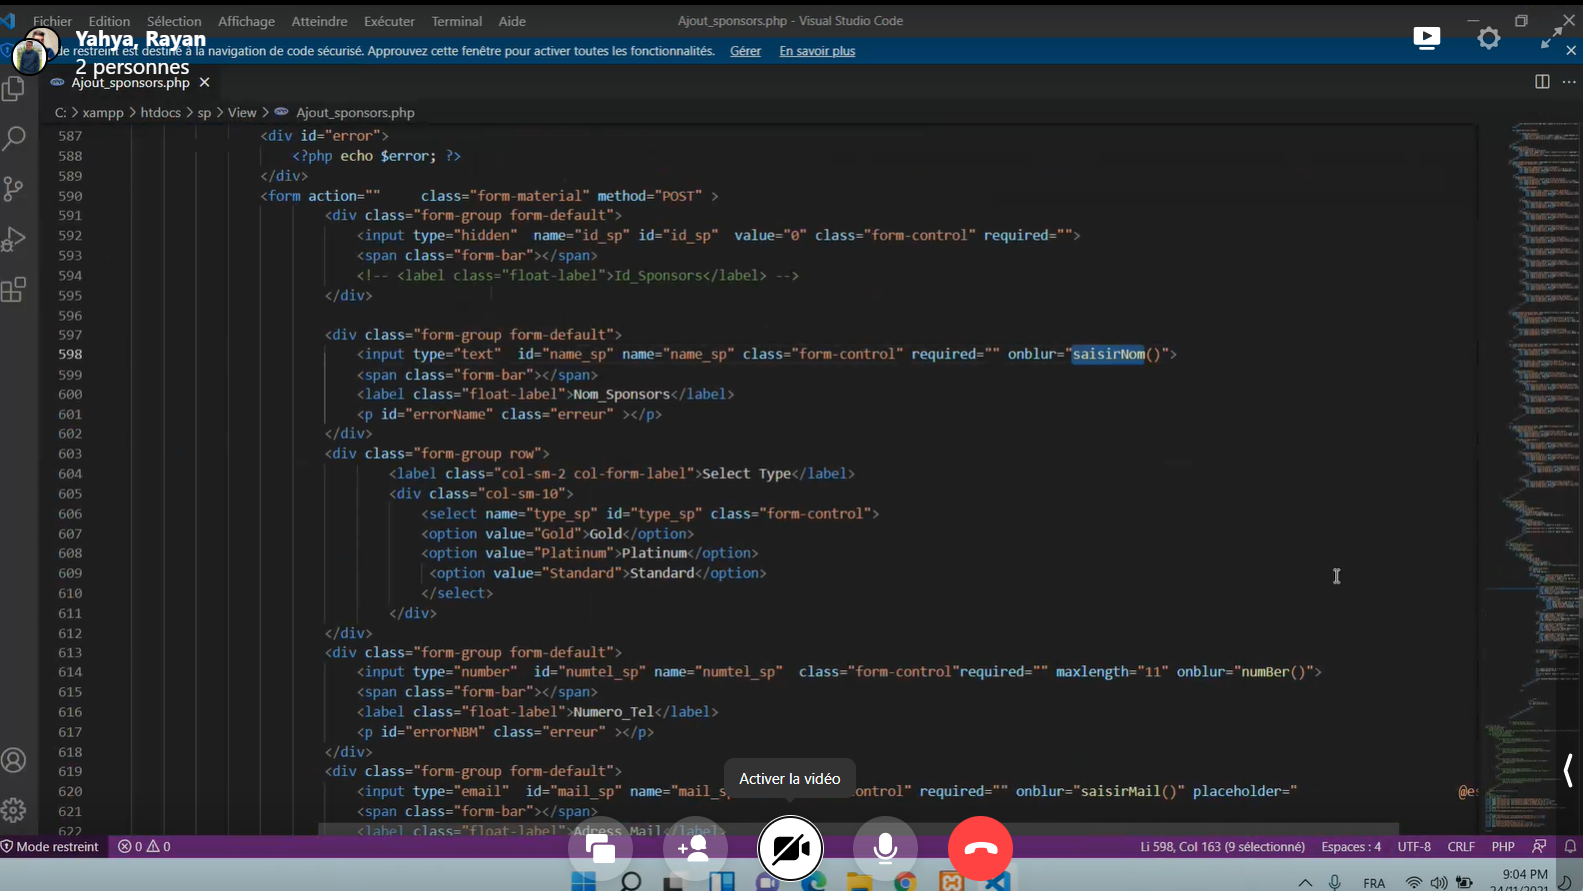 Fichier Edition Sélection Affichage Atteindre Exécuter Terminal Aide Ajout_sponsors.php - Visual Studio Code
Yahya, Rayan
de restreint est destiné à la navigation de code sécurisé. Approuvez cette fenêtre pour activer toutes les fonctionnalités. Gérer En savoir plus
2 personnes
Ajout_sponsors.php
C: > xampp > htdocs > sp > View > Ajout_sponsors.php
587 <div id="error">
588 <?php echo $error; ?>
589 </div>
590 <form action="" class="form-material" method="POST" >
591 <div class="form-group form-default">
592 <input type="hidden" name="id_sp" id="id_sp" value="0" class="form-control" required="">
593 <span class="form-bar"></span>
594 <!-- <label class="float-label">Id_Sponsors</label> -->
595 </div>
596
597 <div class="form-group form-default">
598 <input type="text" id="name_sp" name="name_sp" class="form-control" required="" onblur="saisirNom()">
599 <span class="form-bar"></span>
600 <label class="float-label">Nom_Sponsors</label>
601 <p id="errorName" class="erreur" ></p>
602 </div>
603 <div class="form-group row">
604 <label class="col-sm-2 col-form-label">Select Type</label>
605 <div class="col-sm-10">
606 <select name="type_sp" id="type_sp" class="form-control">
607 <option value="Gold">Gold</option>
608 <option value="Platinum">Platinum</option>
609 <option value="Standard">Standard</option>
610 </select>
611 </div>
612 </div>
613 <div class="form-group form-default">
614 <input type="number" id="numtel_sp" name="numtel_sp" class="form-control"required="" maxlength="11" onblur="numBer()">
615 <span class="form-bar"></span>
616 <label class="float-label">Numero_Tel</label>
617 <p id="errorNBM" class="erreur" ></p>
618 </div>
619 <div class="form-group form-default">
Activer la vidéo
620 <input type="email" id="mail_sp" name="mail_s control" required="" onblur="saisirMail()" placeholder=" @es
621 <span class="form-bar"></span>
622 <label class="float-label">Adress_Mail</label>
Mode restreint 0 0 Li 598, Col 163 (9 sélectionné) Espaces : 4 UTF-8 CRLF PHP
FRA 9:04 PM
24/11/2021